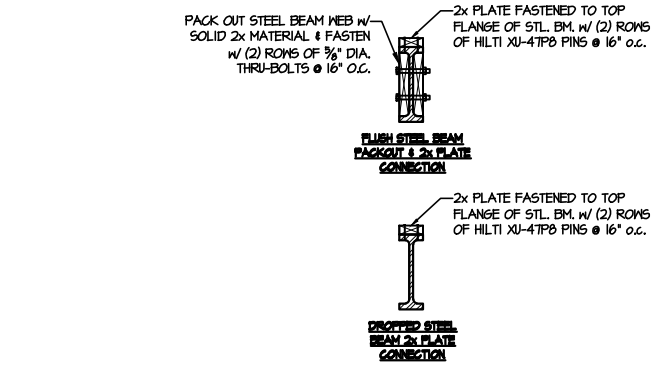 PACK OUT STEEL BEAM WEB w/
SOLID 2x MATERIAL & FASTEN
w/ (2) ROWS OF 5/8" DIA.
THRU-BOLTS @ 16" O.C.
2x PLATE FASTENED TO TOP
FLANGE OF STL. BM. w/ (2) ROWS
OF HILTI XU-47P8 PINS @ 16" o.c.
FLUSH STEEL BEAM
PACKOUT & 2x PLATE
CONNECTION
2x PLATE FASTENED TO TOP
FLANGE OF STL. BM. w/ (2) ROWS
OF HILTI XU-47P8 PINS @ 16" o.c.
DROPPED STEEL
BEAM 2x PLATE
CONNECTION